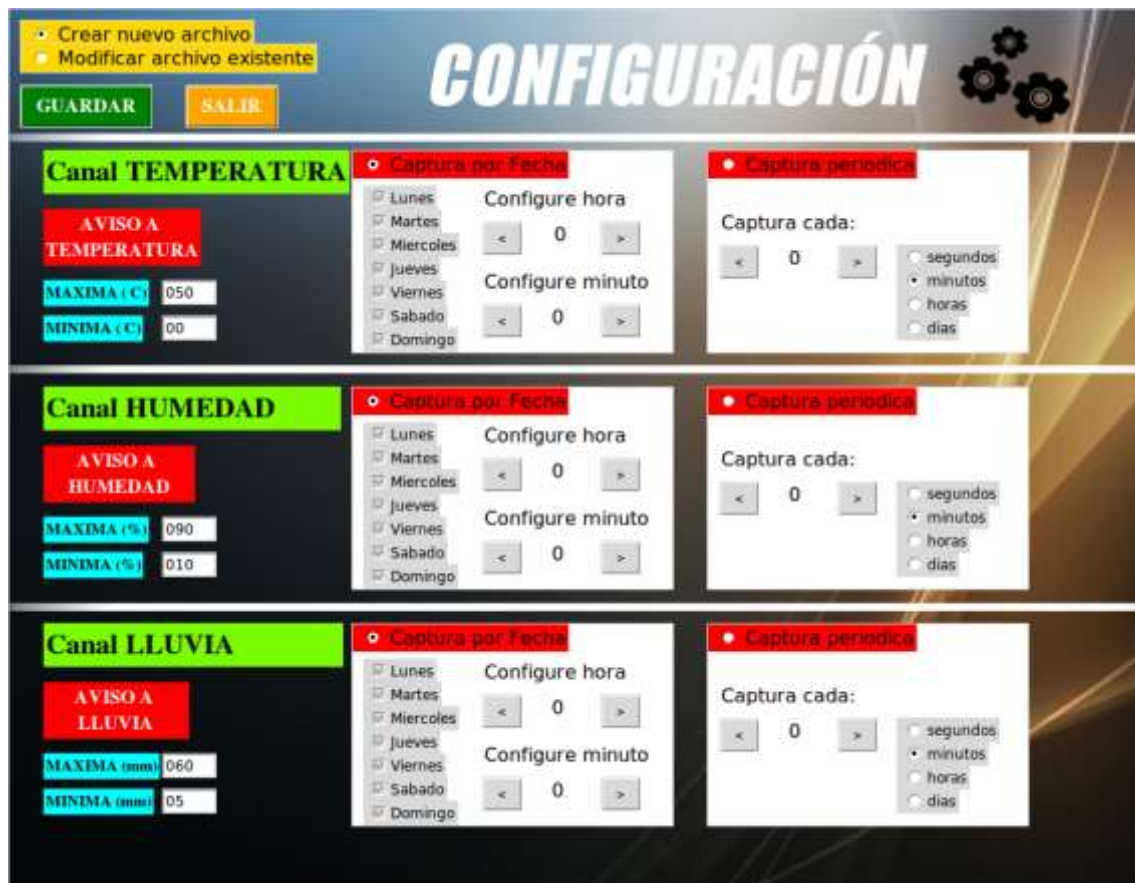 Crear nuevo archivo
Modificar archivo existente
GUARDAR
SALIR
CONFIGURACIÓN
Canal TEMPERATURA
AVISO A
TEMPERATURA
MAXIMA ( C)
050
MINIMA ( C)
00
Captura por Fecha
Lunes
Martes
Miercoles
Jueves
Viernes
Sabado
Domingo
Configure hora
< 0 >
Configure minuto
< 0 >
Captura periodica
Captura cada:
< 0 >
segundos
minutos
horas
dias
Canal HUMEDAD
AVISO A
HUMEDAD
MAXIMA (%)
090
MINIMA (%)
010
Captura por Fecha
Lunes
Martes
Miercoles
Jueves
Viernes
Sabado
Domingo
Configure hora
< 0 >
Configure minuto
< 0 >
Captura periodica
Captura cada:
< 0 >
segundos
minutos
horas
dias
Canal LLUVIA
AVISO A
LLUVIA
MAXIMA (mm)
060
MINIMA (mm)
05
Captura por Fecha
Lunes
Martes
Miercoles
Jueves
Viernes
Sabado
Domingo
Configure hora
< 0 >
Configure minuto
< 0 >
Captura periodica
Captura cada:
< 0 >
segundos
minutos
horas
dias